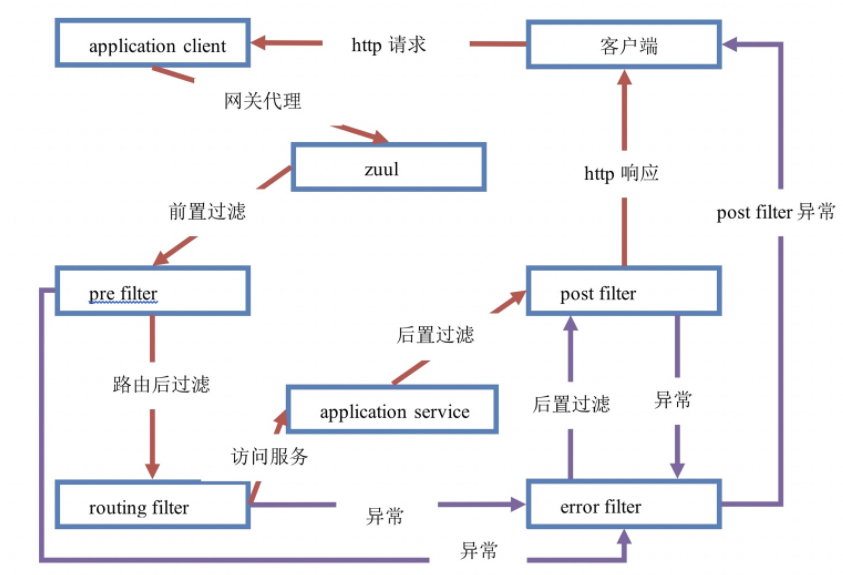 application client
http 请求
客户端
网关代理
zuul
http 响应
前置过滤
post filter 异常
pre filter
post filter
后置过滤
路由后过滤
application service
后置过滤
异常
访问服务
routing filter
异常
error filter
异常